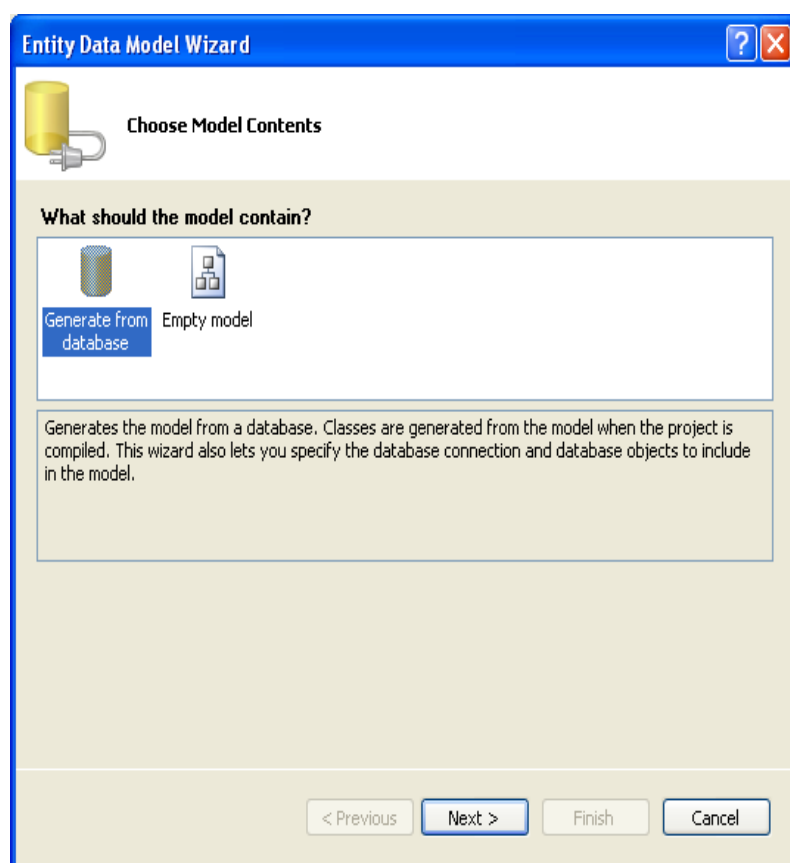 Entity Data Model Wizard
Choose Model Contents
What should the model contain?
Generate from
database
Empty model
Generates the model from a database. Classes are generated from the model when the project is
compiled. This wizard also lets you specify the database connection and database objects to include
in the model.
< Previous
Next >
Finish
Cancel